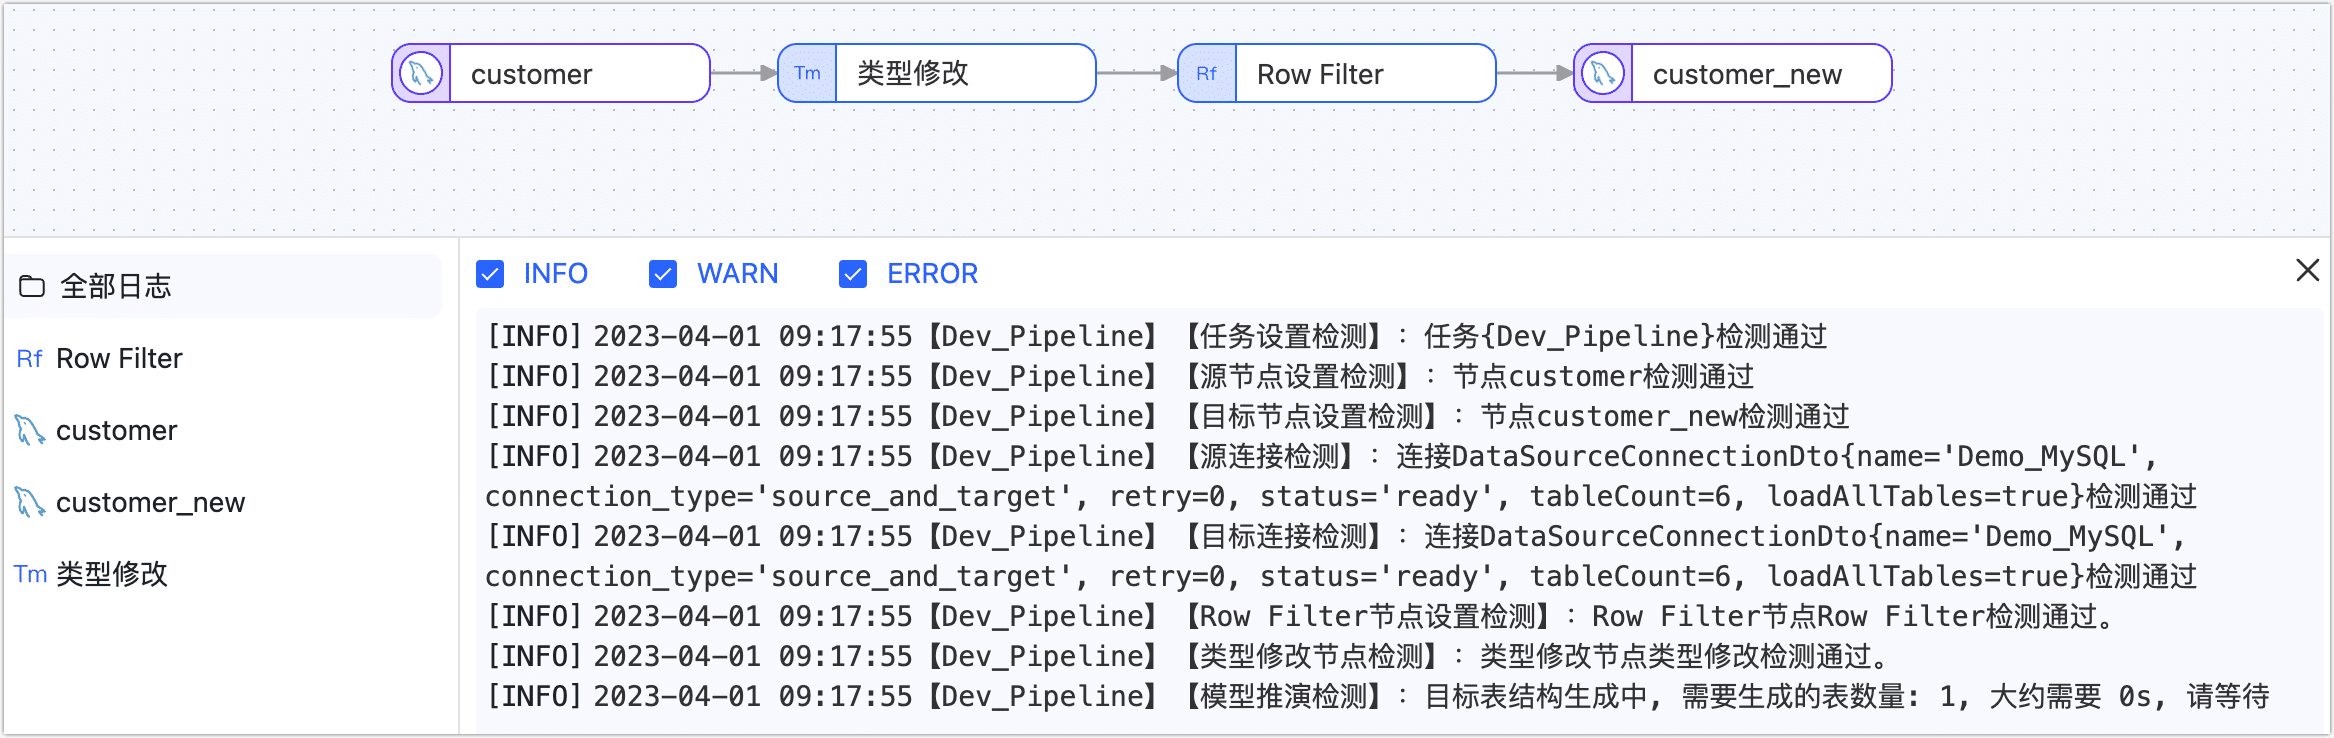 customer
Tm 类型修改
Rf Row Filter
customer_new
全部日志
Rf Row Filter
customer
customer_new
Tm 类型修改
INFO WARN ERROR
[INFO] 2023-04-01 09:17:55【Dev_Pipeline】【任务设置检测】：任务{Dev_Pipeline}检测通过
[INFO] 2023-04-01 09:17:55【Dev_Pipeline】【源节点设置检测】：节点customer检测通过
[INFO] 2023-04-01 09:17:55【Dev_Pipeline】【目标节点设置检测】：节点customer_new检测通过
[INFO] 2023-04-01 09:17:55【Dev_Pipeline】【源连接检测】：连接DataSourceConnectionDto{name='Demo_MySQL',
connection_type='source_and_target', retry=0, status='ready', tableCount=6, loadAllTables=true}检测通过
[INFO] 2023-04-01 09:17:55【Dev_Pipeline】【目标连接检测】：连接DataSourceConnectionDto{name='Demo_MySQL',
connection_type='source_and_target', retry=0, status='ready', tableCount=6, loadAllTables=true}检测通过
[INFO] 2023-04-01 09:17:55【Dev_Pipeline】【Row Filter节点设置检测】：Row Filter节点Row Filter检测通过。
[INFO] 2023-04-01 09:17:55【Dev_Pipeline】【类型修改节点检测】：类型修改节点类型修改检测通过。
[INFO] 2023-04-01 09:17:55【Dev_Pipeline】【模型推演检测】：目标表结构生成中, 需要生成的表数量: 1, 大约需要 0s, 请等待